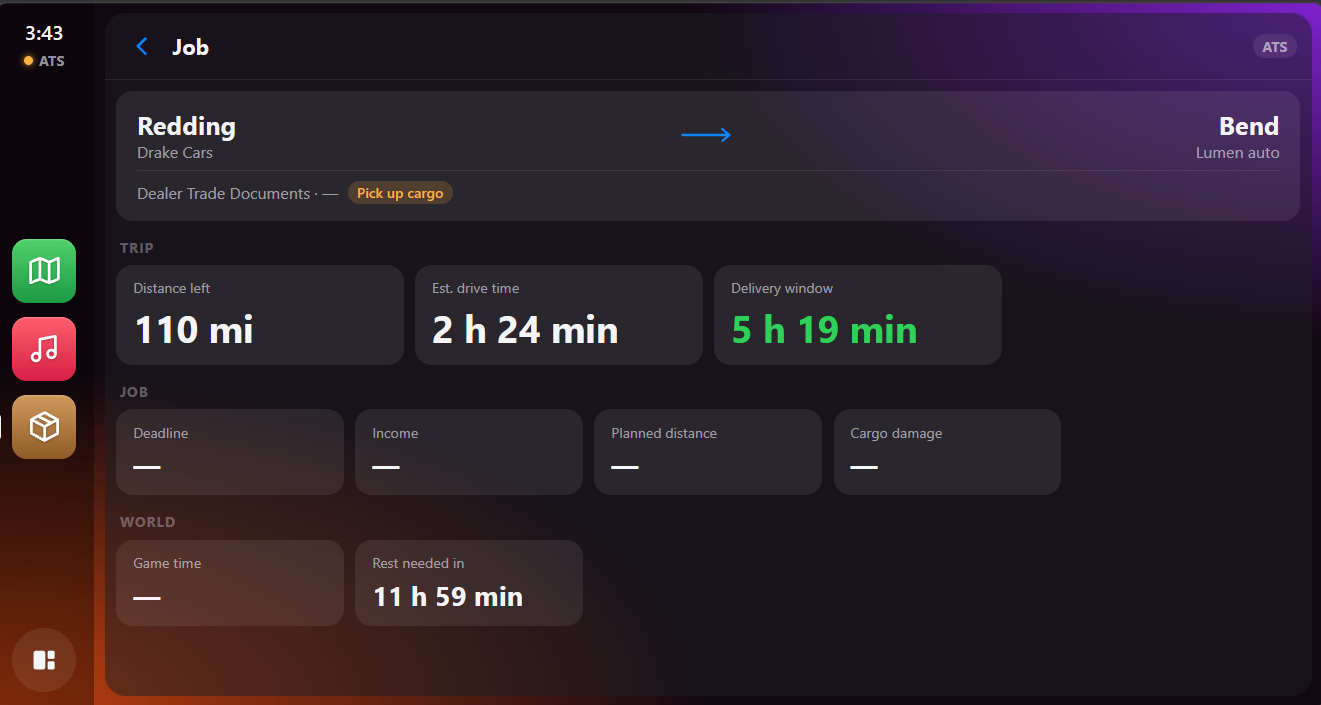 3:43
ATS
Job
ATS
Redding
Bend
Drake Cars
Lumen auto
Dealer Trade Documents · —
Pick up cargo
TRIP
Distance left
110 mi
Est. drive time
2 h 24 min
Delivery window
5 h 19 min
JOB
Deadline
—
Income
—
Planned distance
—
Cargo damage
—
WORLD
Game time
—
Rest needed in
11 h 59 min